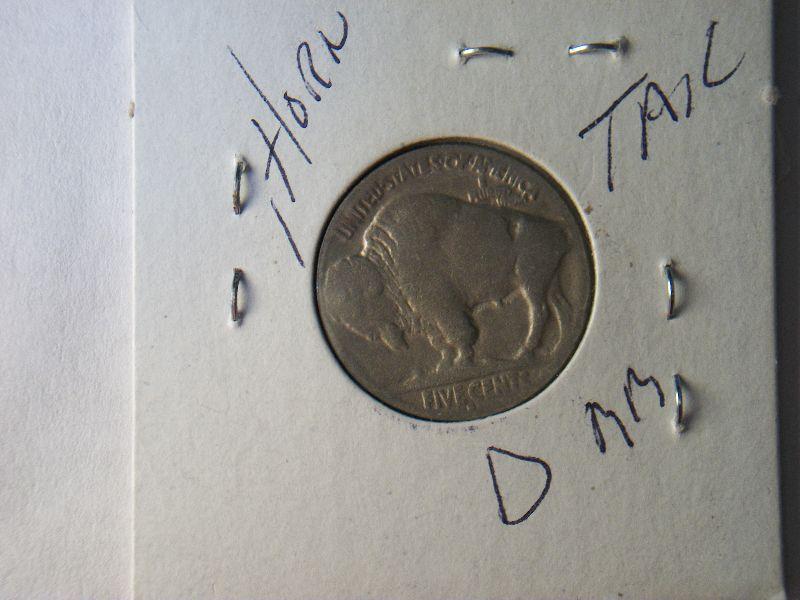 HORN
TAIL
UNITED·STATES·OF·AMERICA
FIVE CENTS
D MM